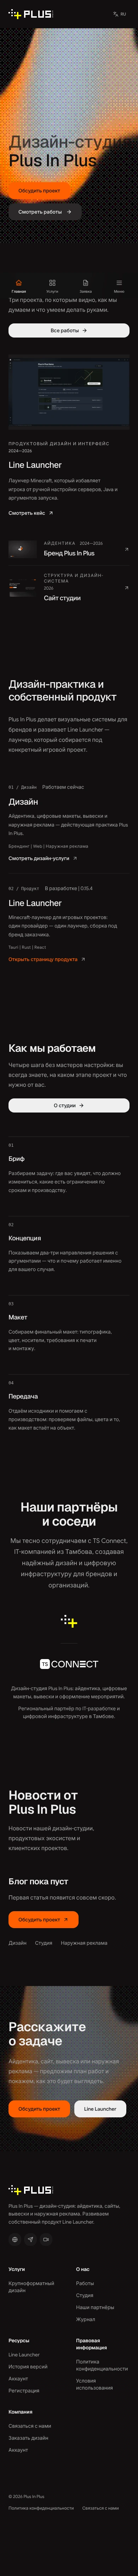 PLUS
RU
Дизайн-студия
Plus In Plus
Обсудить проект
Смотреть работы
Главная
Услуги
Заявка
Меню
Три проекта, по которым видно, как мы
думаем и что умеем доводить руками.
Все работы
ПРОДУКТОВЫЙ ДИЗАЙН И ИНТЕРФЕЙС
2024–2026
Line Launcher
Лаунчер Minecraft, который избавляет
игрока от ручной настройки серверов, Java и
артефактов запуска.
Смотреть кейс
АЙДЕНТИКА 2024–2026
Бренд Plus In Plus
СТРУКТУРА И ДИЗАЙН-
СИСТЕМА
2026
Сайт студии
Дизайн-практика и
собственный продукт
Plus In Plus делает визуальные системы для
брендов и развивает Line Launcher —
лаунчер, который собирается под
конкретный игровой проект.
01 / Дизайн Работаем сейчас
Дизайн
Айдентика, цифровые макеты, вывески и
наружная реклама — действующая практика Plus
In Plus.
Брендинг | Web | Наружная реклама
Смотреть дизайн-услуги
02 / Продукт В разработке | 0.15.4
Line Launcher
Minecraft-лаунчер для игровых проектов:
один провайдер — один лаунчер, сборка под
бренд заказчика.
Tauri | Rust | React
Открыть страницу продукта
Как мы работаем
Четыре шага без мастерской настройки: вы
всегда знаете, на каком этапе проект и что
нужно от вас.
О студии
01
Бриф
Разбираем задачу: где вас увидят, что должно
измениться, какие есть ограничения по
срокам и производству.
02
Концепция
Показываем два-три направления решения с
аргументами — что и почему работает именно
для вашего случая.
03
Макет
Собираем финальный макет: типографика,
цвет, носители, требования к печати
и монтажу.
04
Передача
Отдаём исходники и помогаем с
производством: проверяем файлы, цвета и то,
как макет встаёт на объект.
Наши партнёры
и соседи
Мы тесно сотрудничаем с TS Connect,
IT-компанией из Тамбова, создавая
надёжный дизайн и цифровую
инфраструктуру для брендов и
организаций.
TS CONNECT
Дизайн-студия Plus In Plus: айдентика, цифровые
макеты, вывески и оформление мероприятий.
Региональный партнёр по IT-разработке и
цифровой инфраструктуре в Тамбове.
Новости от
Plus In Plus
Новости нашей дизайн-студии,
продуктовых экосистем и
клиентских проектов.
Блог пока пуст
Первая статья появится совсем скоро.
Обсудить проект
Дизайн Студия Наружная реклама
Расскажите
о задаче
Айдентика, сайт, вывеска или наружная
реклама — предложим план работ и
покажем, как это будет выглядеть.
Обсудить проект
Line Launcher
PLUS
Plus In Plus — дизайн-студия: айдентика, сайты,
вывески и наружная реклама. Развиваем
собственный продукт Line Launcher.
Услуги
Крупноформатный
дизайн
О нас
Работы
Студия
Наши партнёры
Журнал
Ресурсы
Line Launcher
История версий
Аккаунт
Регистрация
Правовая
информация
Политика
конфиденциальности
Условия
использования
Компания
Связаться с нами
Заказать дизайн
Аккаунт
© 2026 Plus In Plus
Политика конфиденциальности Связаться с нами